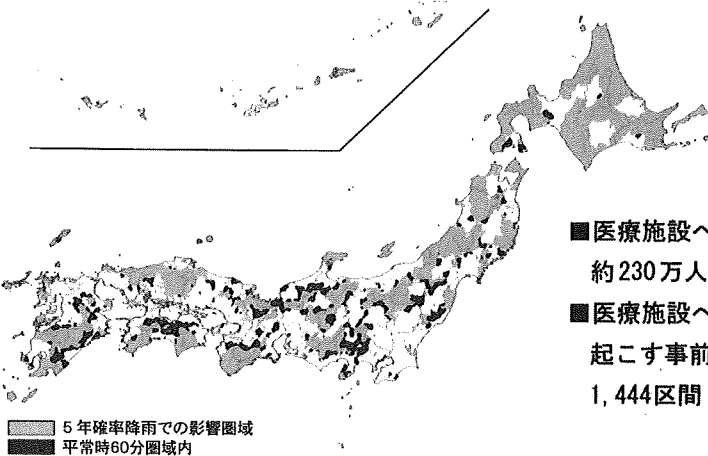 ■医療施設へ
約230万人
■医療施設へ
起こす事前
1,444区間
5年確率降雨での影響圏域
平常時60分圏域内